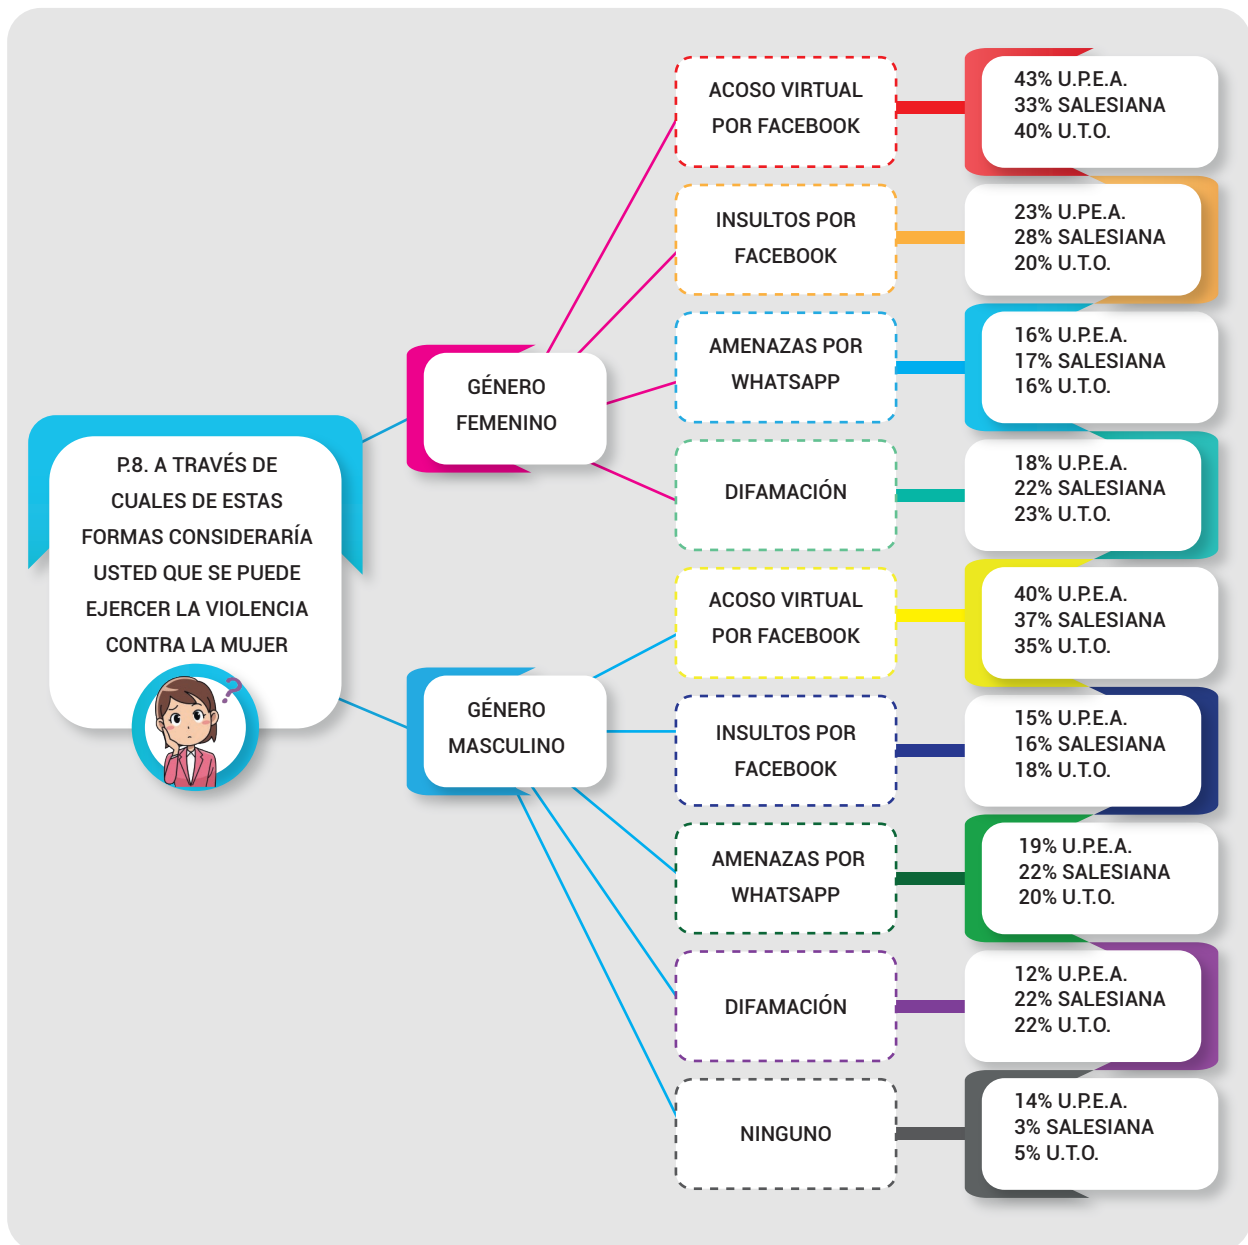 P.8. A TRAVÉS DE
CUALES DE ESTAS
FORMAS CONSIDERARÍA
USTED QUE SE PUEDE
EJERCER LA VIOLENCIA
CONTRA LA MUJER
?
GÉNERO
FEMENINO
ACOSO VIRTUAL
POR FACEBOOK
43% U.P.E.A.
33% SALESIANA
40% U.T.O.
INSULTOS POR
FACEBOOK
23% U.PE.A.
28% SALESIANA
20% U.T.O.
AMENAZAS POR
WHATSAPP
16% U.P.E.A.
17% SALESIANA
16% U.T.O.
DIFAMACIÓN
18% U.P.E.A.
22% SALESIANA
23% U.T.O.
GÉNERO
MASCULINO
ACOSO VIRTUAL
POR FACEBOOK
40% U.P.E.A.
37% SALESIANA
35% U.T.O.
INSULTOS POR
FACEBOOK
15% U.P.E.A.
16% SALESIANA
18% U.T.O.
AMENAZAS POR
WHATSAPP
19% U.P.E.A.
22% SALESIANA
20% U.T.O.
DIFAMACIÓN
12% U.P.E.A.
22% SALESIANA
22% U.T.O.
NINGUNO
14% U.P.E.A.
3% SALESIANA
5% U.T.O.